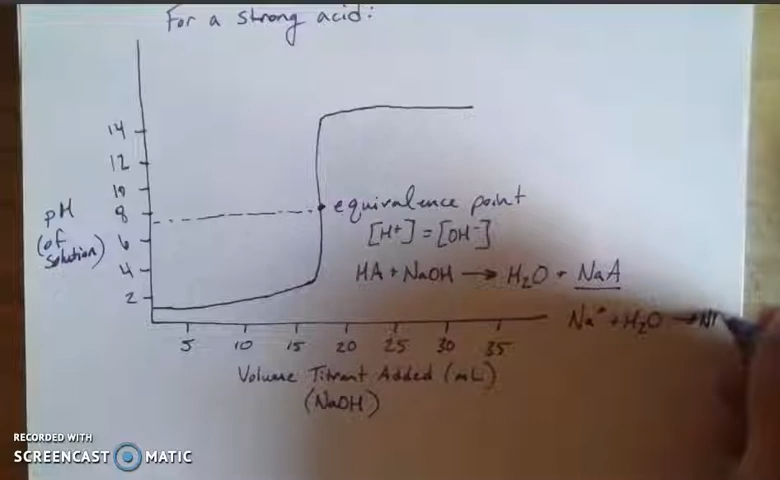 For a strong acid:
14
12
10
8
6
4
2
pH
(of
solution)
equivalence point
[H⁺] = [OH⁻]
HA + NaOH → H₂O + NaA
Na⁺ + H₂O → N
5 10 15 20 25 30 35
Volume Titrant Added (mL)
(NaOH)
RECORDED WITH
SCREENCAST MATIC